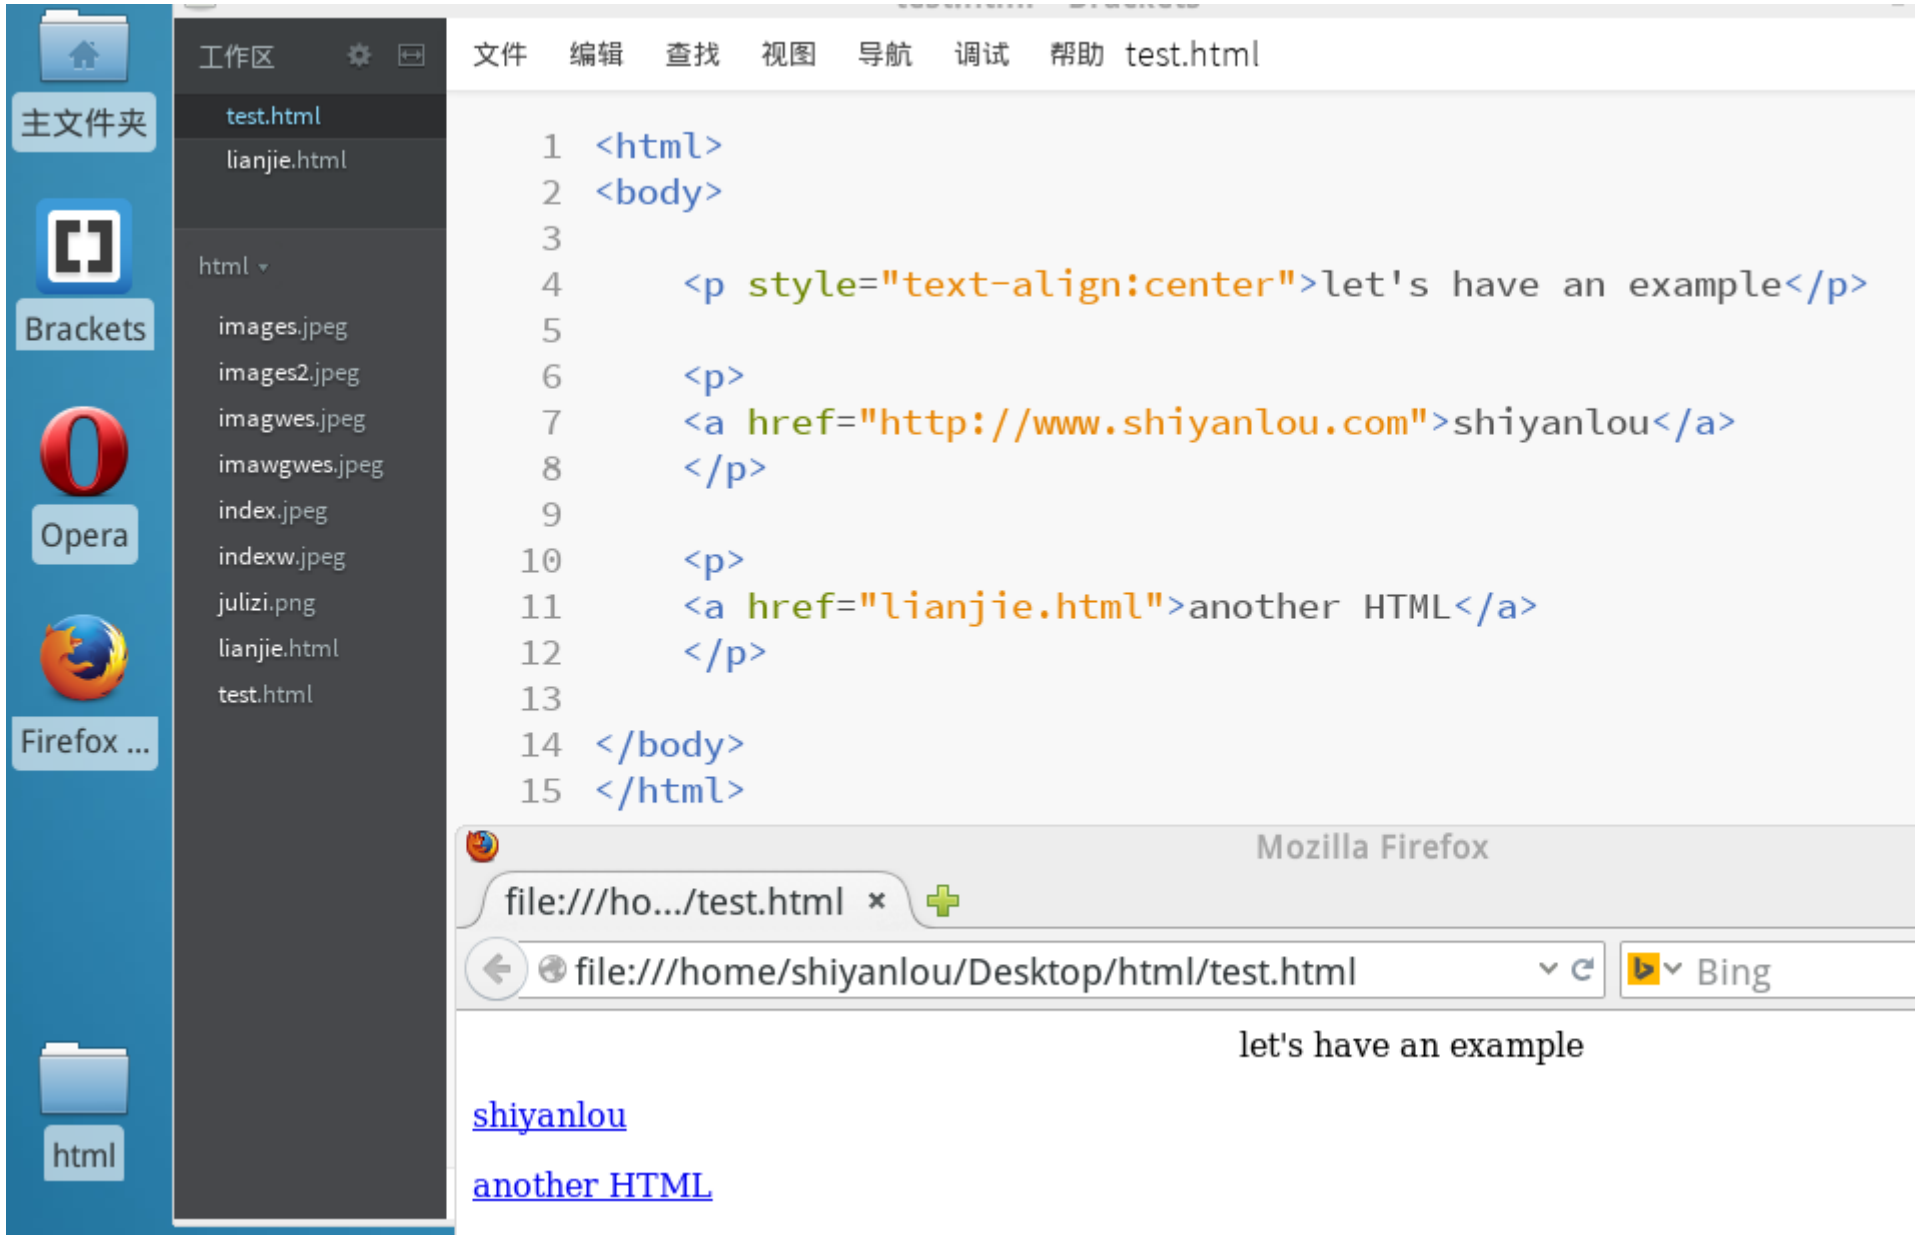 主文件夹
Brackets
Opera
Firefox ...
html
工作区
test.html
lianjie.html
html
images.jpeg
images2.jpeg
imagwes.jpeg
imawgwes.jpeg
index.jpeg
indexw.jpeg
julizi.png
lianjie.html
test.html
文件 编辑 查找 视图 导航 调试 帮助 test.html
1 <html>
2 <body>
3
4 <p style="text-align:center">let's have an example</p>
5
6 <p>
7 <a href="http://www.shiyanlou.com">shiyanlou</a>
8 </p>
9
10 <p>
11 <a href="lianjie.html">another HTML</a>
12 </p>
13
14 </body>
15 </html>
Mozilla Firefox
file:///ho.../test.html
file:///home/shiyanlou/Desktop/html/test.html Bing
let's have an example
shiyanlou
another HTML